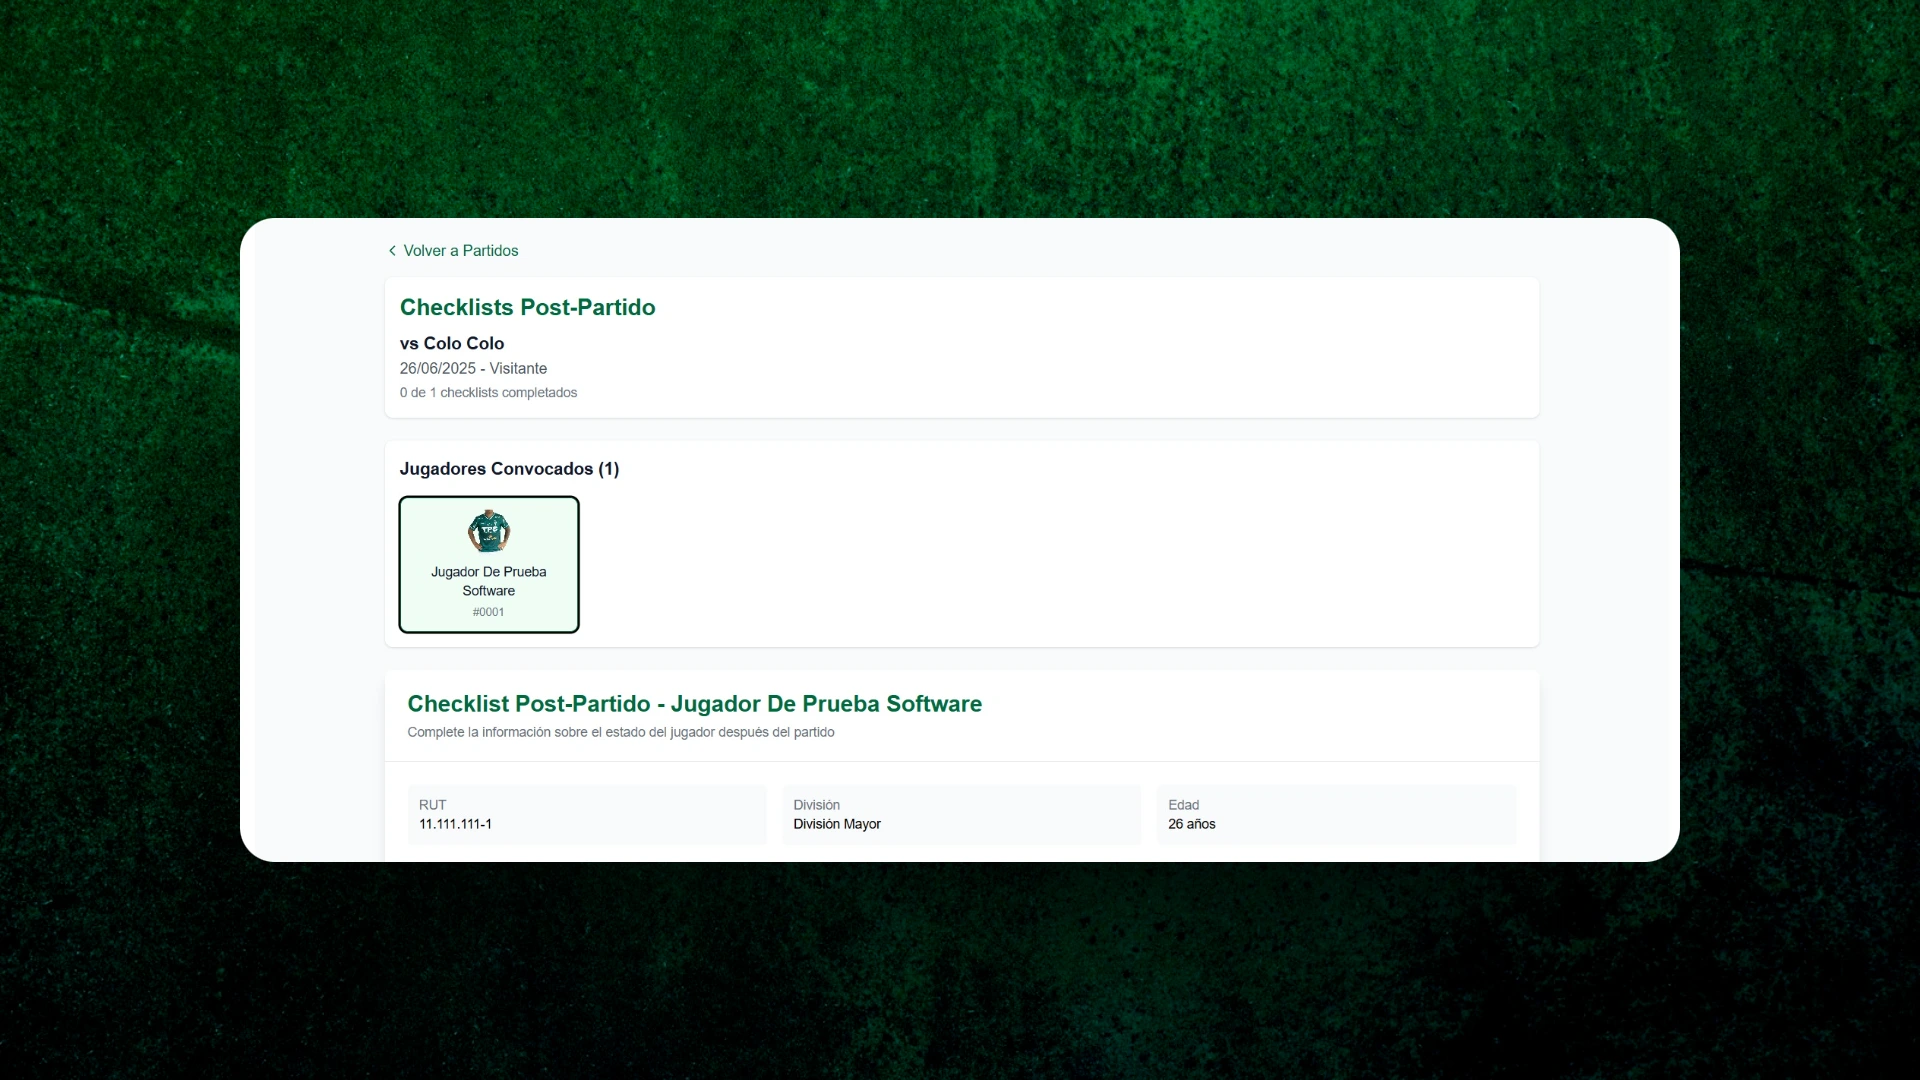 Volver a Partidos
Checklists Post-Partido
vs Colo Colo
26/06/2025 - Visitante
0 de 1 checklists completados
Jugadores Convocados (1)
TPS
Jugador De Prueba
Software
#0001
Checklist Post-Partido - Jugador De Prueba Software
Complete la información sobre el estado del jugador después del partido
RUT
11.111.111-1
División
División Mayor
Edad
26 años